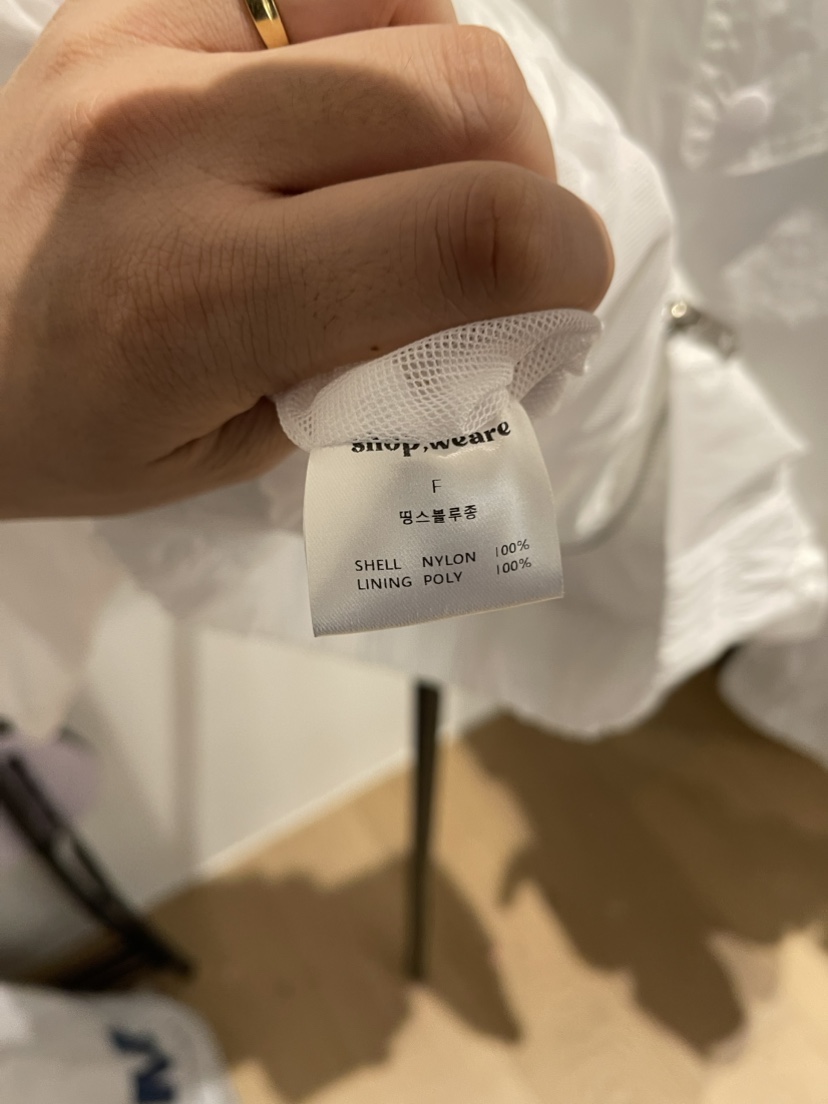 shop,weare
F
띵스블루종
SHELL NYLON 100%
LINING POLY 100%